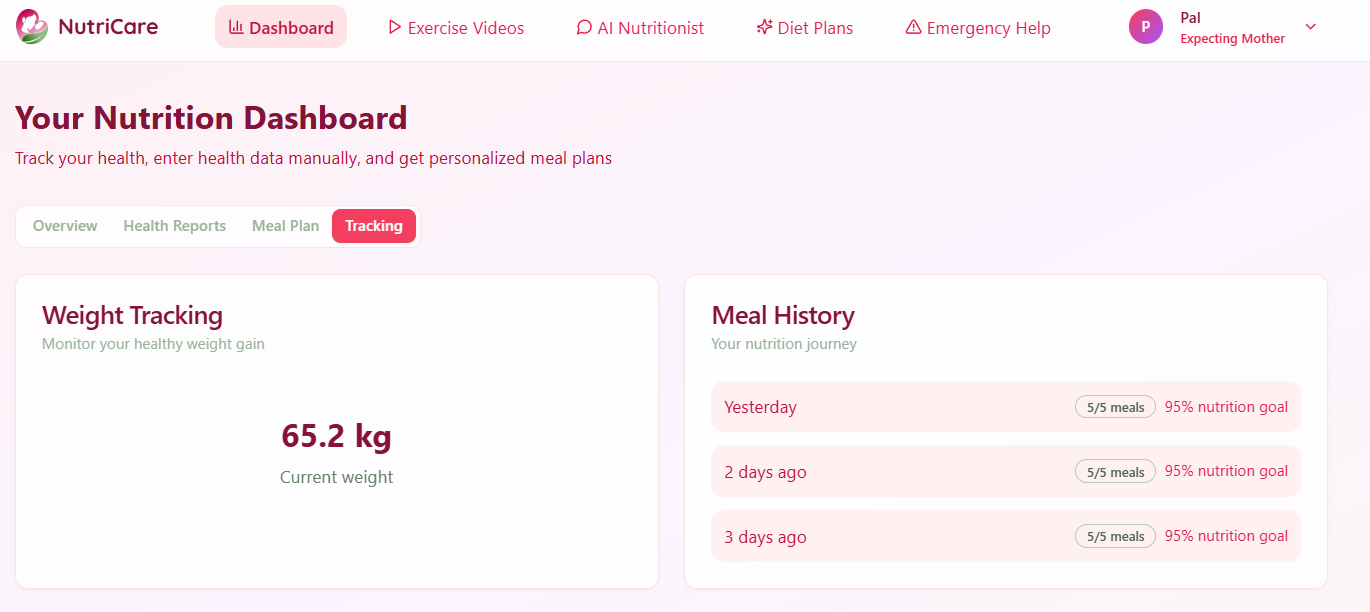 NutriCare
Dashboard
Exercise Videos
AI Nutritionist
Diet Plans
Emergency Help
P
Pal
Expecting Mother
Your Nutrition Dashboard
Track your health, enter health data manually, and get personalized meal plans
Overview
Health Reports
Meal Plan
Tracking
Weight Tracking
Monitor your healthy weight gain
65.2 kg
Current weight
Meal History
Your nutrition journey
Yesterday 5/5 meals 95% nutrition goal
2 days ago 5/5 meals 95% nutrition goal
3 days ago 5/5 meals 95% nutrition goal